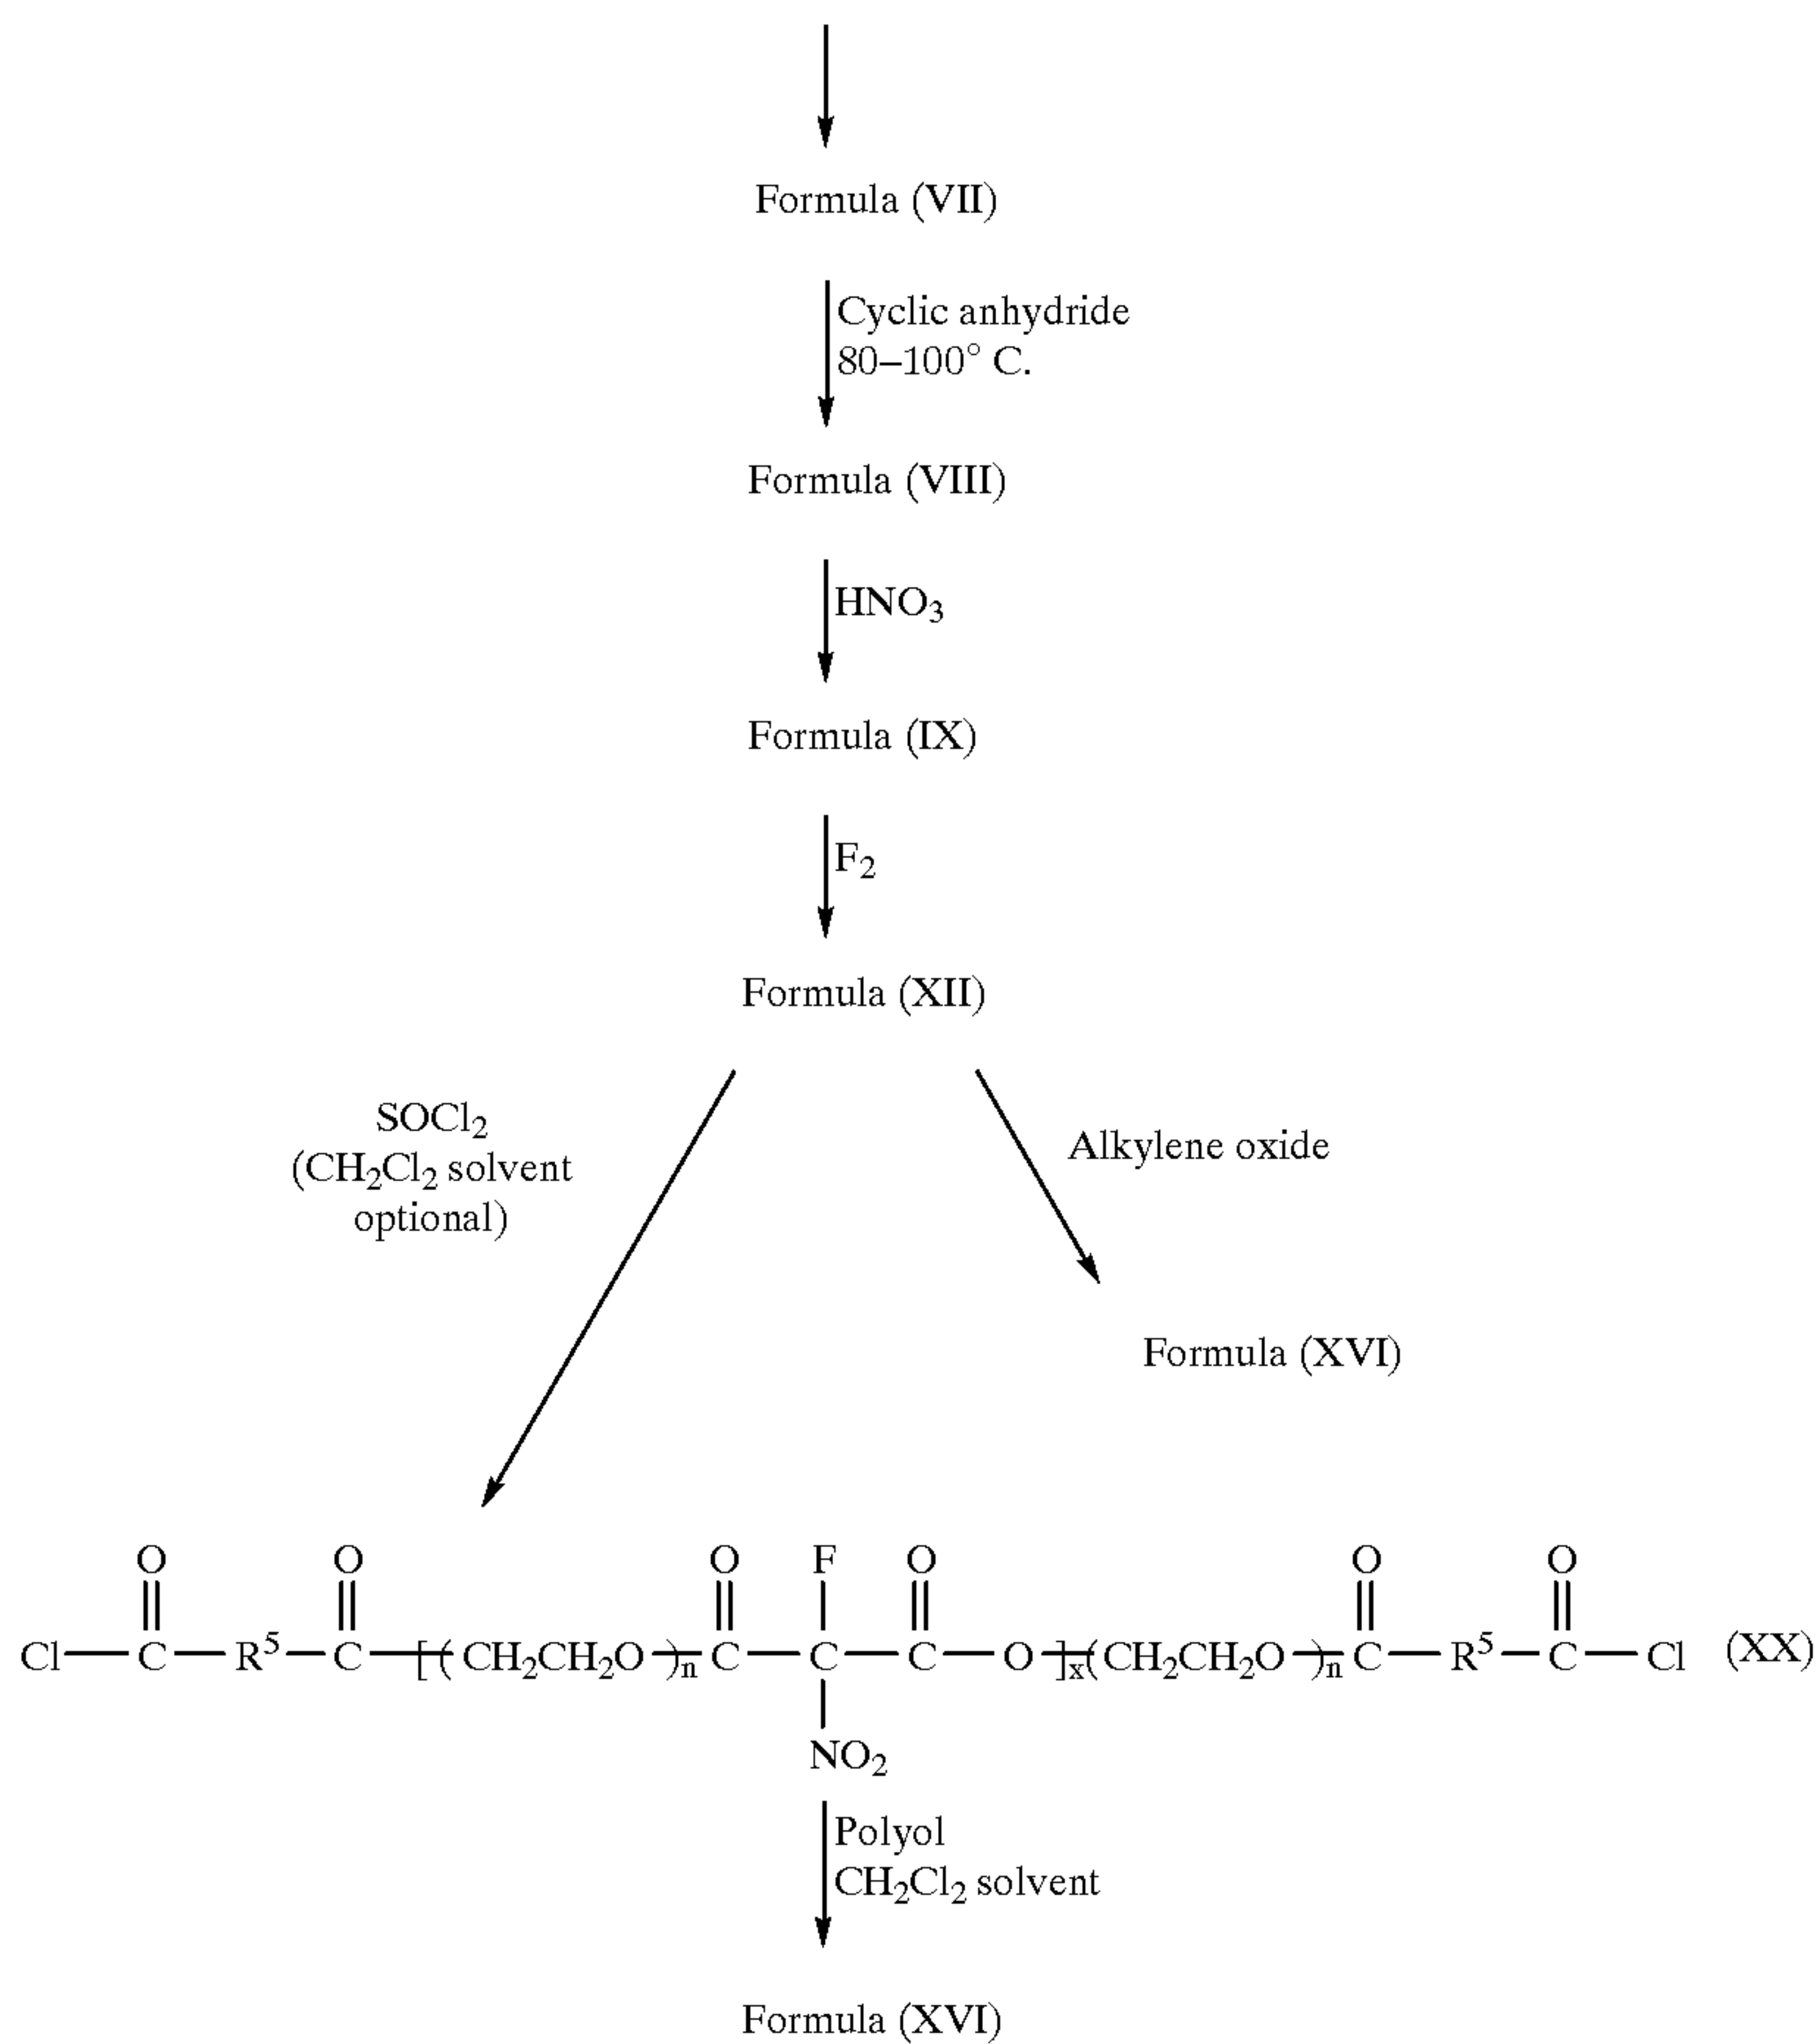 Formula (VII)
Cyclic anhydride
80–100° C.
Formula (VIII)
HNO3
Formula (IX)
F2
Formula (XII)
SOCl2
(CH2Cl2 solvent
optional)
Alkylene oxide
Formula (XVI)
O O O F O O O
Cl—C—R5—C—[(CH2CH2O)n—C—C—C—O—]x(CH2CH2O)n—C—R5—C—Cl (XX)
NO2
Polyol
CH2Cl2 solvent
Formula (XVI)